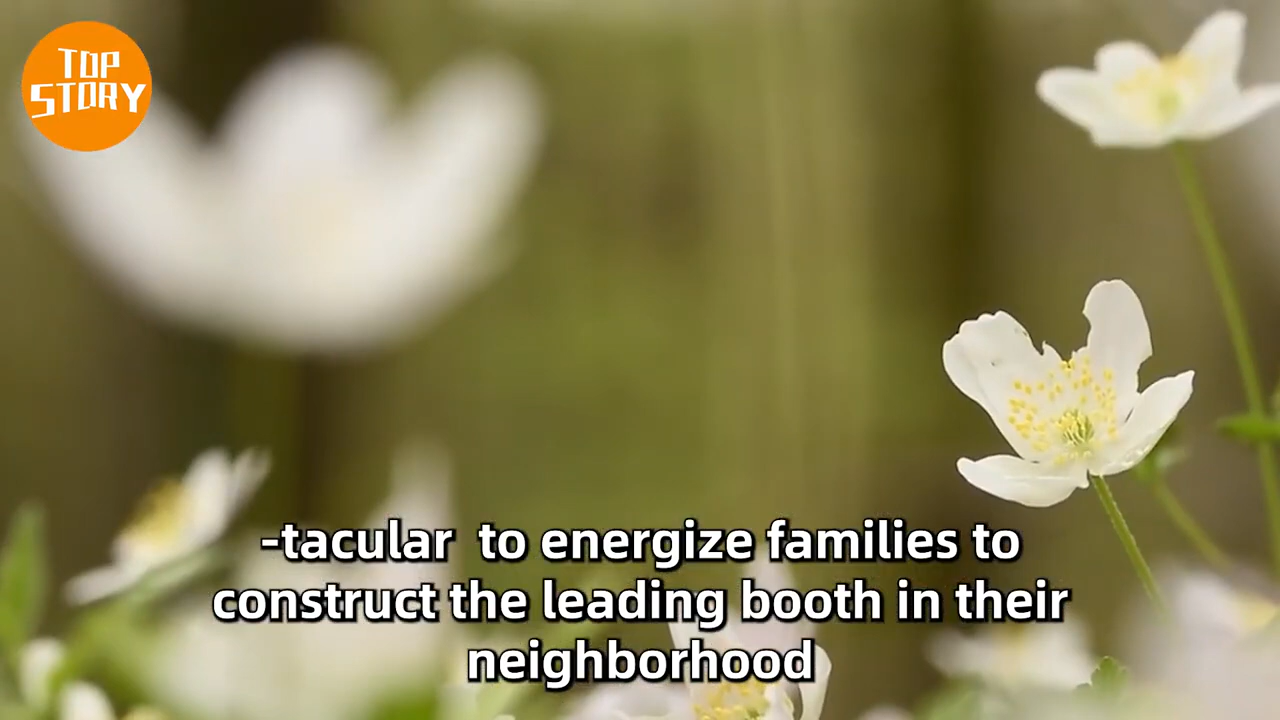 TOP
STORY
-tacular to energize families to
construct the leading booth in their
neighborhood